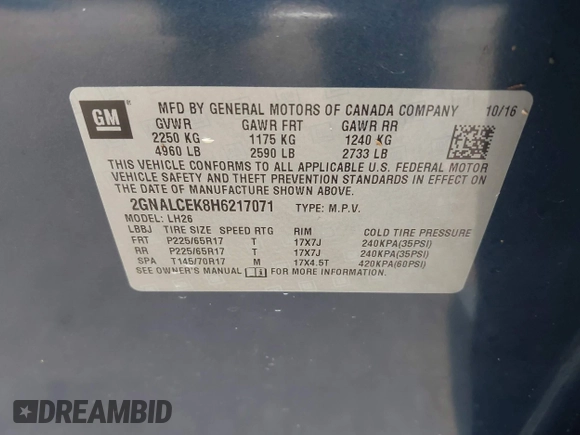 GM
MFD BY GENERAL MOTORS OF CANADA COMPANY 10/16
GVWR GAWR FRT GAWR RR
2250 KG 1175 KG 1240 KG
4960 LB 2590 LB 2733 LB
THIS VEHICLE CONFORMS TO ALL APPLICABLE U.S. FEDERAL MOTOR
VEHICLE SAFETY AND THEFT PREVENTION STANDARDS IN EFFECT
ON THE DATE OF MANUFACTURE SHOWN ABOVE.
2GNALCEK8H6217071 TYPE: M.P.V.
MODEL: LH26
LBBJ TIRE SIZE SPEED RTG RIM COLD TIRE PRESSURE
FRT P225/65R17 T 17X7J 240KPA(35PSI)
RR P225/65R17 T 17X7J 240KPA(35PSI)
SPA T145/70R17 M 17X4.5T 420KPA(60PSI)
SEE OWNER'S MANUAL FOR MORE INFORMATION.
DREAMBID